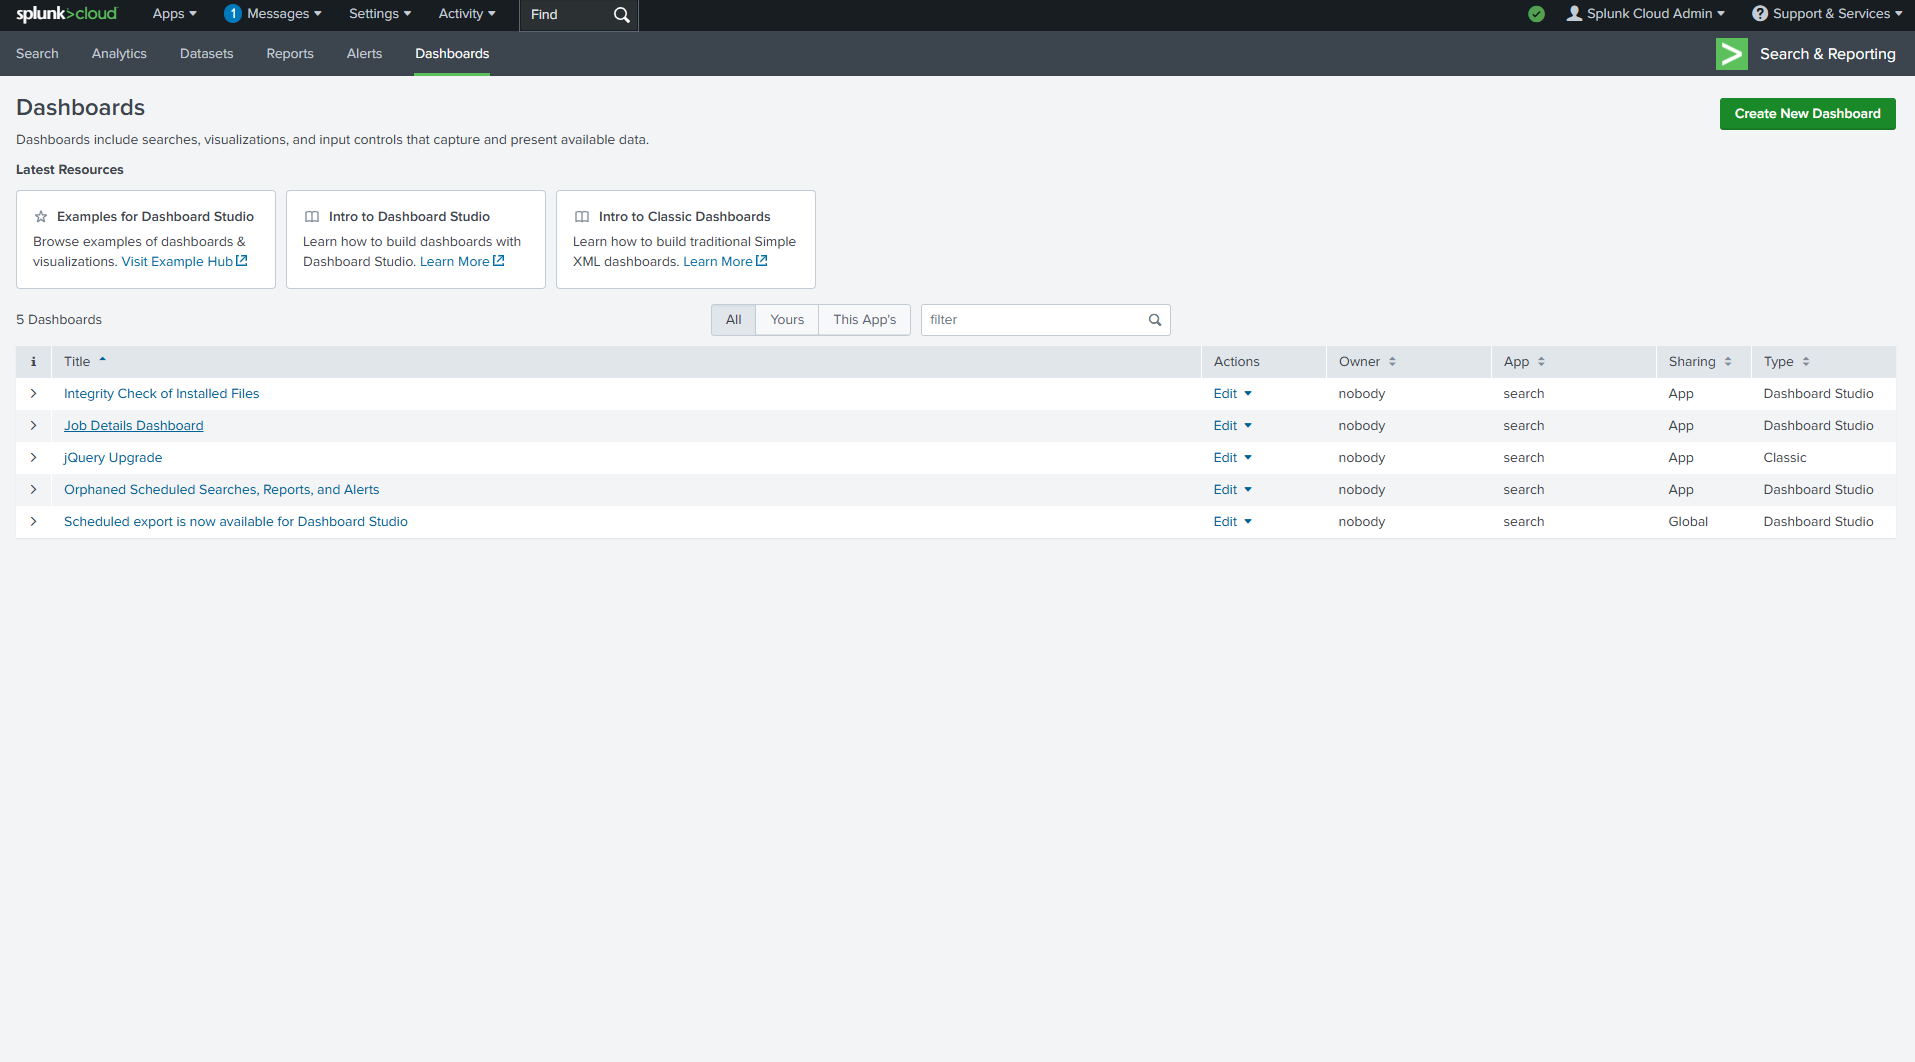 splunk>cloud Apps 1 Messages Settings Activity Find Splunk Cloud Admin ? Support & Services
Search Analytics Datasets Reports Alerts Dashboards > Search & Reporting
Dashboards
Create New Dashboard
Dashboards include searches, visualizations, and input controls that capture and present available data.
Latest Resources
Examples for Dashboard Studio
Browse examples of dashboards &
visualizations. Visit Example Hub
Intro to Dashboard Studio
Learn how to build dashboards with
Dashboard Studio. Learn More
Intro to Classic Dashboards
Learn how to build traditional Simple
XML dashboards. Learn More
5 Dashboards All Yours This App's filter
i Title Actions Owner App Sharing Type
Integrity Check of Installed Files Edit nobody search App Dashboard Studio
Job Details Dashboard Edit nobody search App Dashboard Studio
jQuery Upgrade Edit nobody search App Classic
Orphaned Scheduled Searches, Reports, and Alerts Edit nobody search App Dashboard Studio
Scheduled export is now available for Dashboard Studio Edit nobody search Global Dashboard Studio